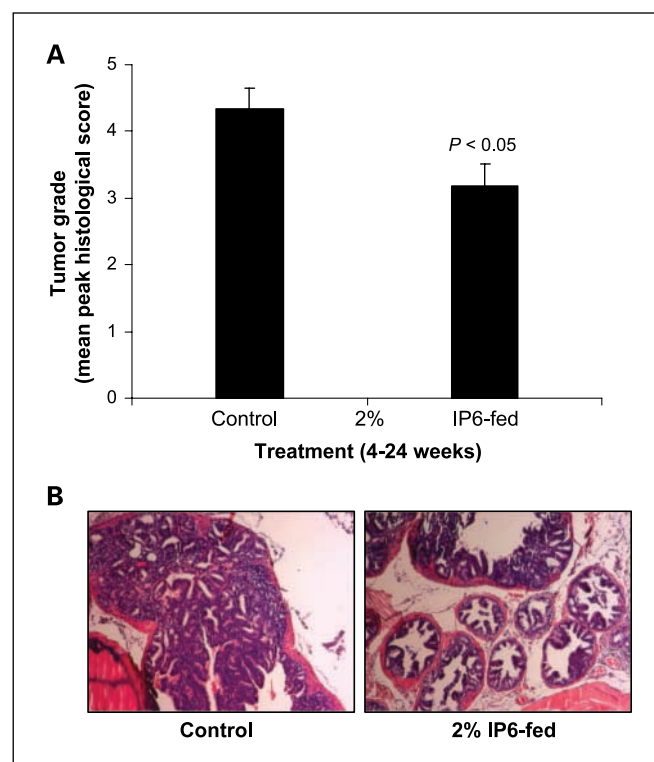 A
Tumor grade
(mean peak histological score)
5
4
3
2
1
0
P < 0.05
Control 2% IP6-fed
Treatment (4-24 weeks)
B
Control 2% IP6-fed